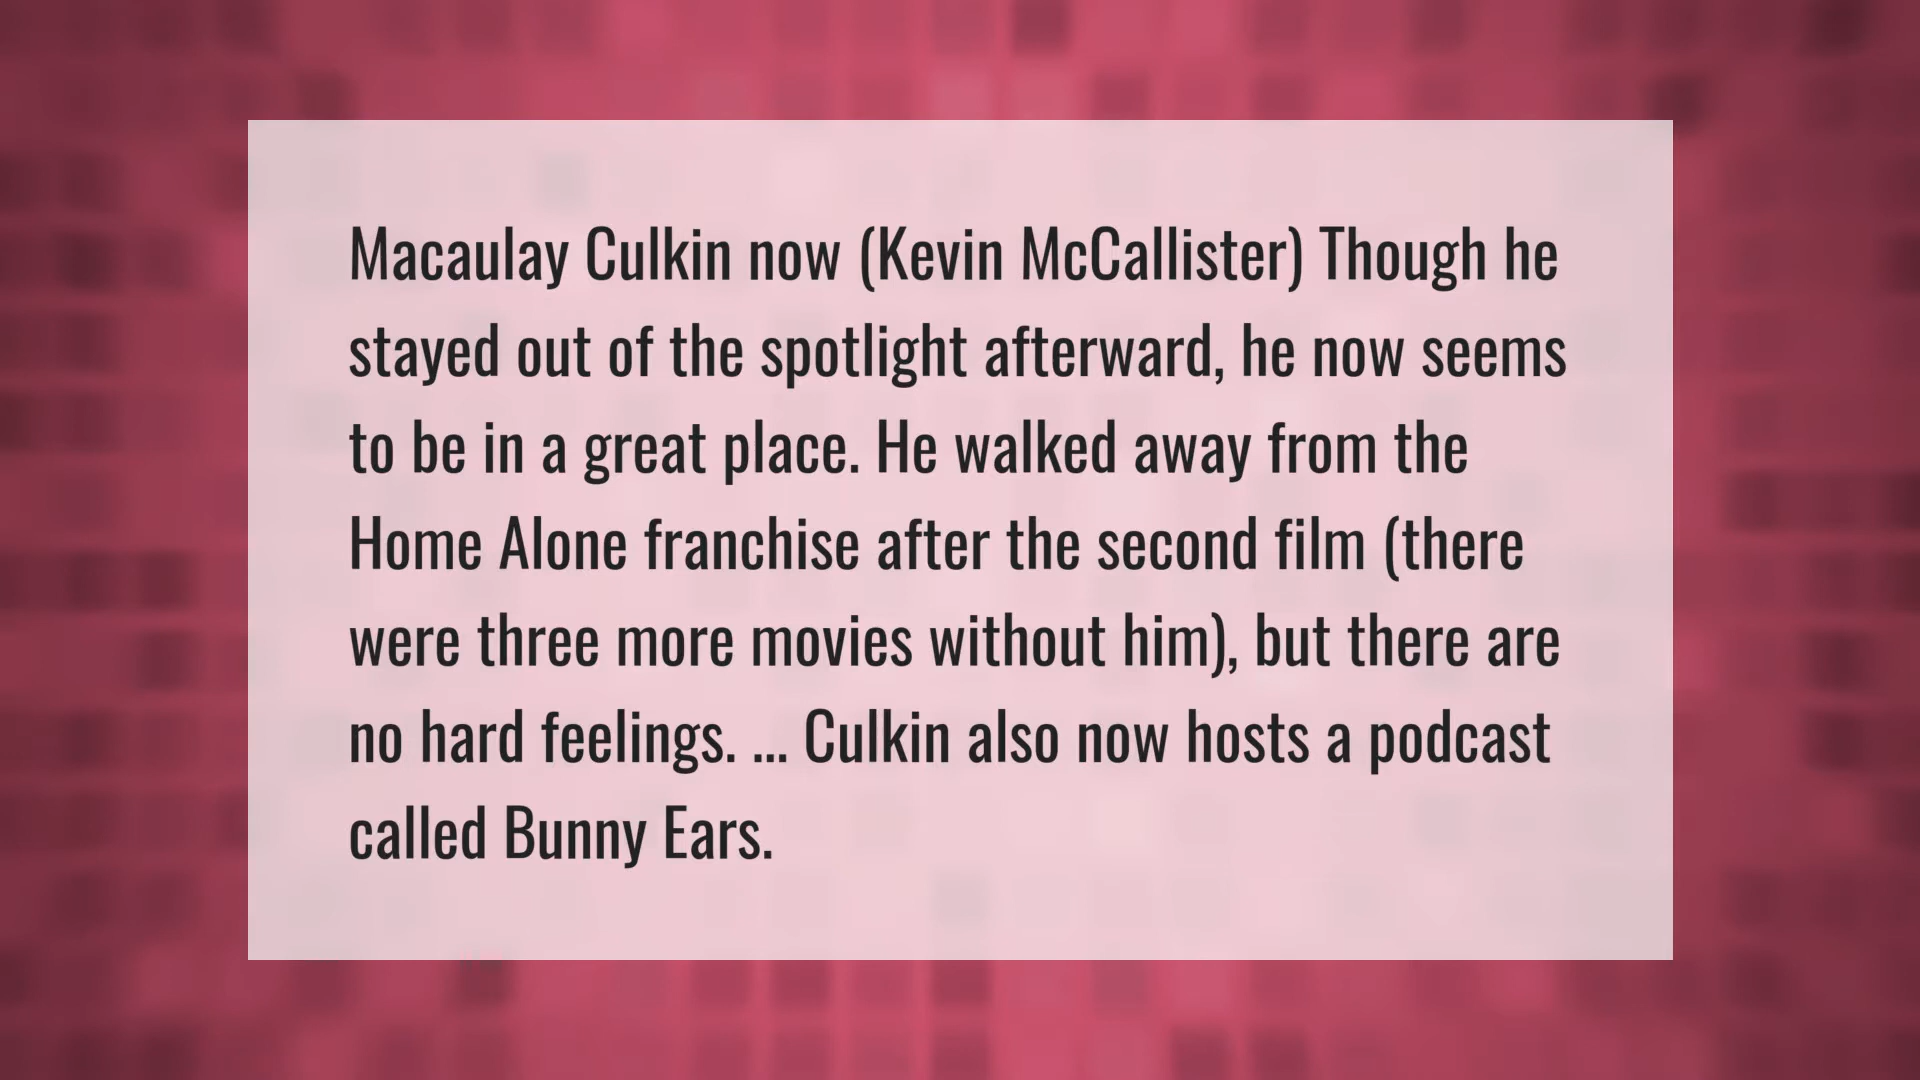 Macaulay Culkin now (Kevin McCallister) Though he
stayed out of the spotlight afterward, he now seems
to be in a great place. He walked away from the
Home Alone franchise after the second film (there
were three more movies without him), but there are
no hard feelings. ... Culkin also now hosts a podcast
called Bunny Ears.